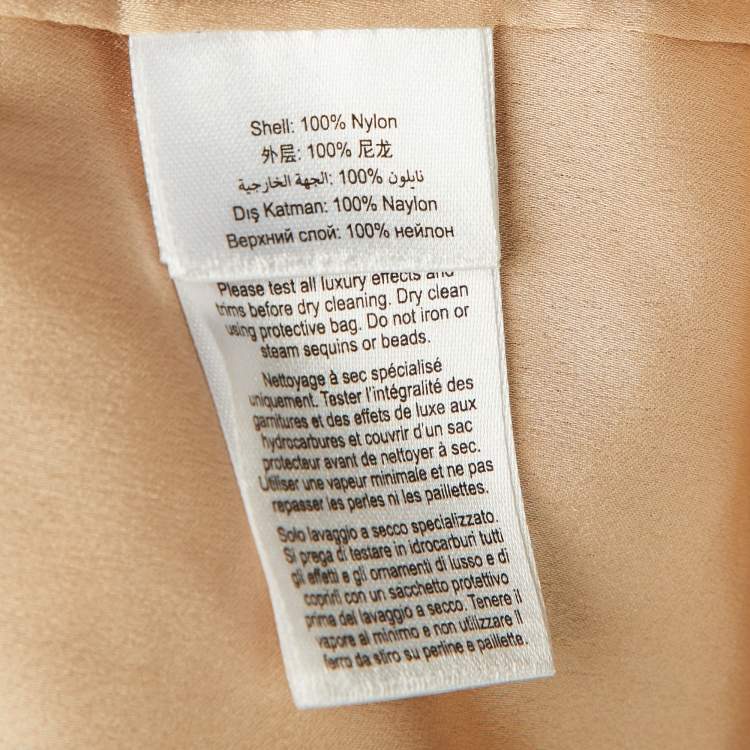 Shell: 100% Nylon
外层: 100% 尼龙
نايلون %100 :الجهة الخارجية
Dış Katman: 100% Naylon
Верхний слой: 100% нейлон
Please test all luxury effects and
trims before dry cleaning. Dry clean
using protective bag. Do not iron or
steam sequins or beads.
Nettoyage à sec spécialisé
uniquement. Tester l'intégralité des
garnitures et des effets de luxe aux
hydrocarbures et couvrir d'un sac
protecteur avant de nettoyer à sec.
Utiliser une vapeur minimale et ne pas
repasser les perles ni les paillettes.
Solo lavaggio a secco specializzato.
Si prega di testare in idrocarburi tutti
gli effetti e gli ornamenti di lusso e di
coprirli con un sacchetto protettivo
prima del lavaggio a secco. Tenere il
vapore al minimo e non utilizzare il
ferro da stiro su perline e paillette.